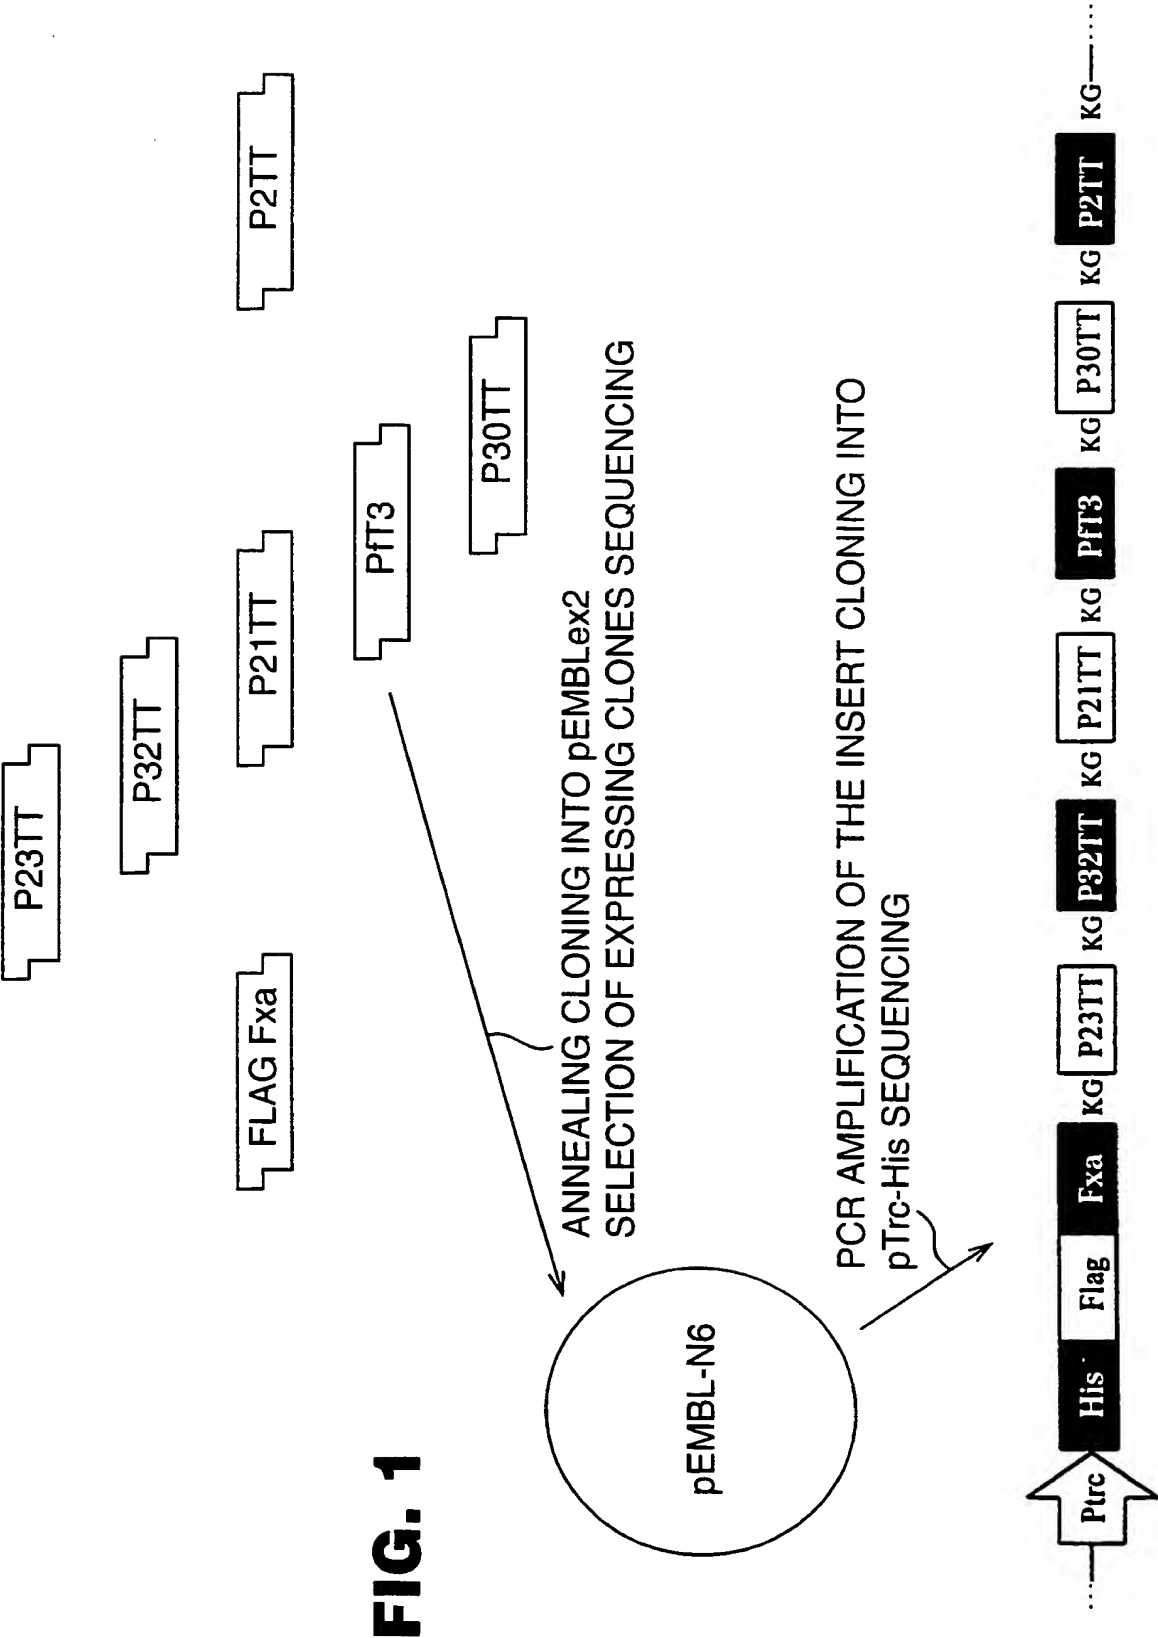 FIG. 1
P23TT
P32TT
FLAG Fxa
P21TT
P2TT
PfT3
P30TT
ANNEALING CLONING INTO pEMBLex2
SELECTION OF EXPRESSING CLONES SEQUENCING
pEMBL-N6
PCR AMPLIFICATION OF THE INSERT CLONING INTO
pTrc-His SEQUENCING
Ptrc His Flag Fxa KG P23TT KG P32TT KG P21TT KG PfT3 KG P30TT KG P2TT KG